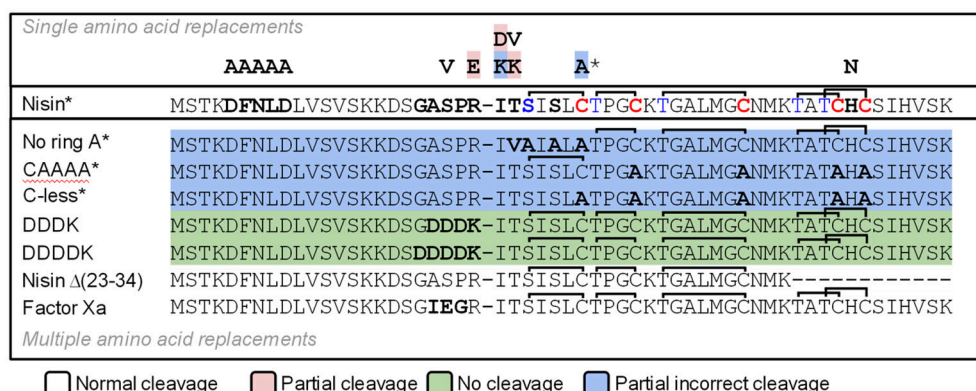 Single amino acid replacements
DV
AAAAA V E KK A* N
Nisin* MSTKDFNLDLVSVSKKDSGASPR-ITSISLCTPGCKTGALMGCNMKTATCHCSIHVSK
No ring A* MSTKDFNLDLVSVSKKDSGASPR-IVAIALATPGCKTGALMGCNMKTATCHCSIHVSK
CAAAA* MSTKDFNLDLVSVSKKDSGASPR-ITSISLCTPGAKTGALMGANMKTATAHASIHVSK
C-less* MSTKDFNLDLVSVSKKDSGASPR-ITSISLATPGAKTGALMGANMKTATAHASIHVSK
DDDK MSTKDFNLDLVSVSKKDSGDDDK-ITSISLCTPGCKTGALMGCNMKTATCHCSIHVSK
DDDDK MSTKDFNLDLVSVSKKDSDDDDK-ITSISLCTPGCKTGALMGCNMKTATCHCSIHVSK
Nisin Δ(23-34) MSTKDFNLDLVSVSKKDSGASPR-ITSISLCTPGCKTGALMGCNMK------------
Factor Xa MSTKDFNLDLVSVSKKDSGIEGR-ITSISLCTPGCKTGALMGCNMKTATCHCSIHVSK
Multiple amino acid replacements
Normal cleavage Partial cleavage No cleavage Partial incorrect cleavage